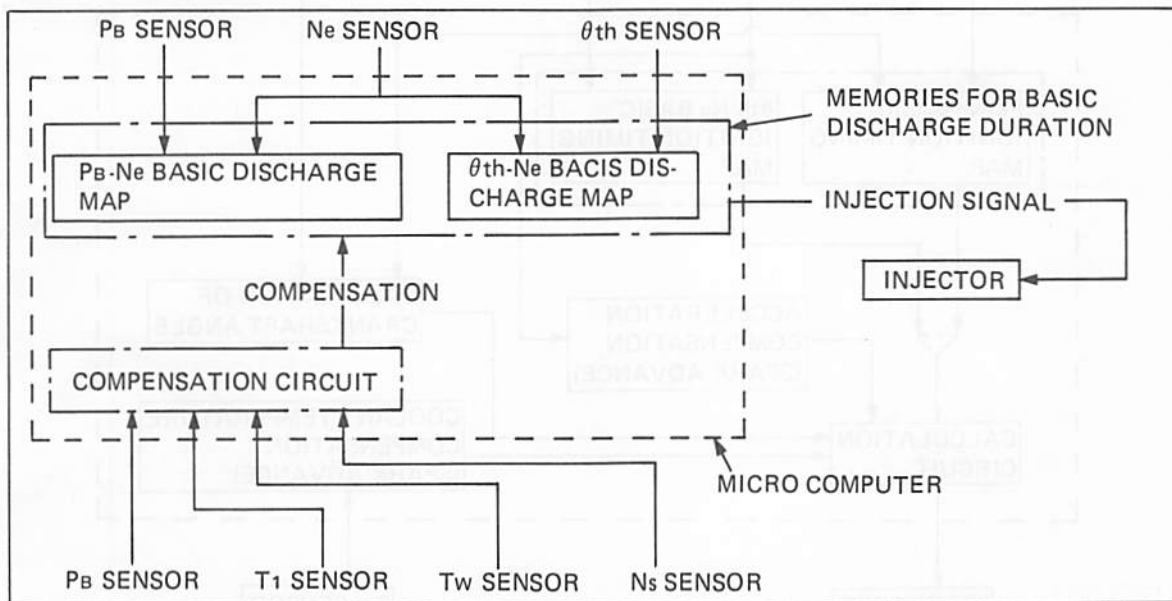 PB SENSOR
Ne SENSOR
θth SENSOR
MEMORIES FOR BASIC
DISCHARGE DURATION
PB-Ne BASIC DISCHARGE
MAP
θth-Ne BACIS DIS-
CHARGE MAP
INJECTION SIGNAL
INJECTOR
COMPENSATION
COMPENSATION CIRCUIT
MICRO COMPUTER
PB SENSOR
T1 SENSOR
TW SENSOR
NS SENSOR